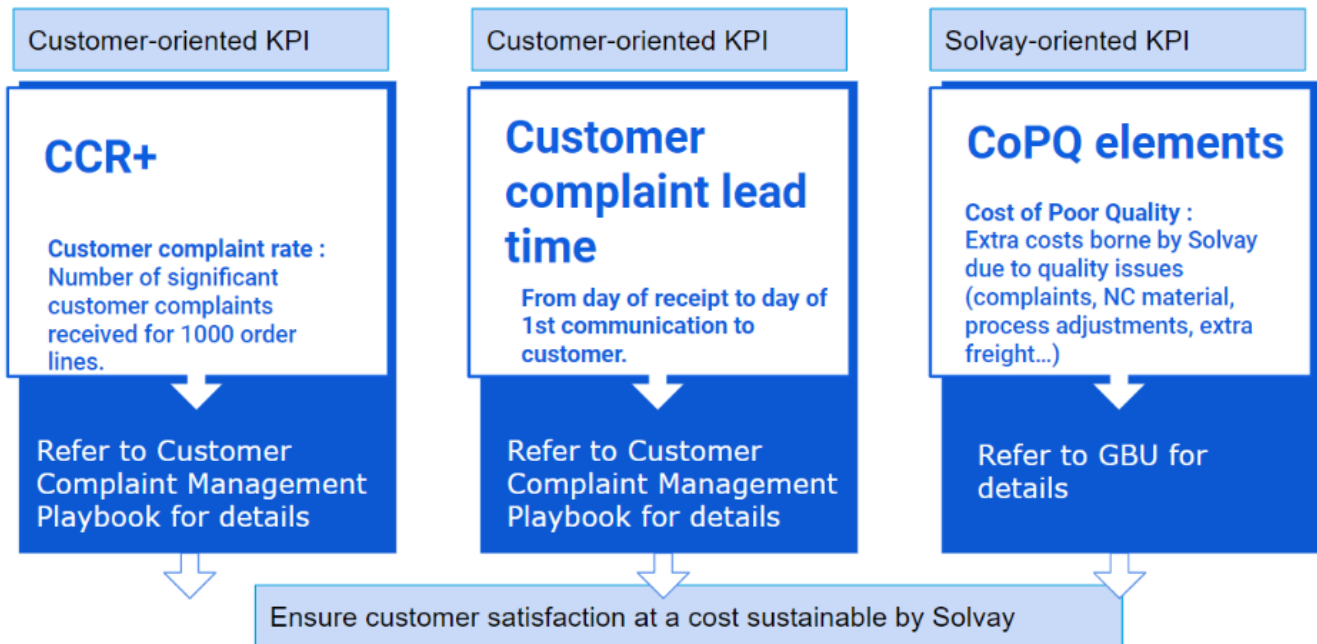 Customer-oriented KPI
CCR+
Customer complaint rate :
Number of significant
customer complaints
received for 1000 order
lines.
Refer to Customer
Complaint Management
Playbook for details
Customer-oriented KPI
Customer
complaint lead
time
From day of receipt to day of
1st communication to
customer.
Refer to Customer
Complaint Management
Playbook for details
Solvay-oriented KPI
CoPQ elements
Cost of Poor Quality :
Extra costs borne by Solvay
due to quality issues
(complaints, NC material,
process adjustments, extra
freight…)
Refer to GBU for
details
Ensure customer satisfaction at a cost sustainable by Solvay